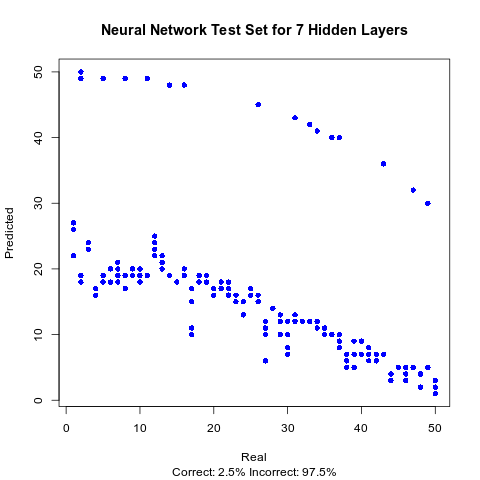 Neural Network Test Set for 7 Hidden Layers
Predicted
50
40
30
20
10
0
0 10 20 30 40 50
Real
Correct: 2.5% Incorrect: 97.5%